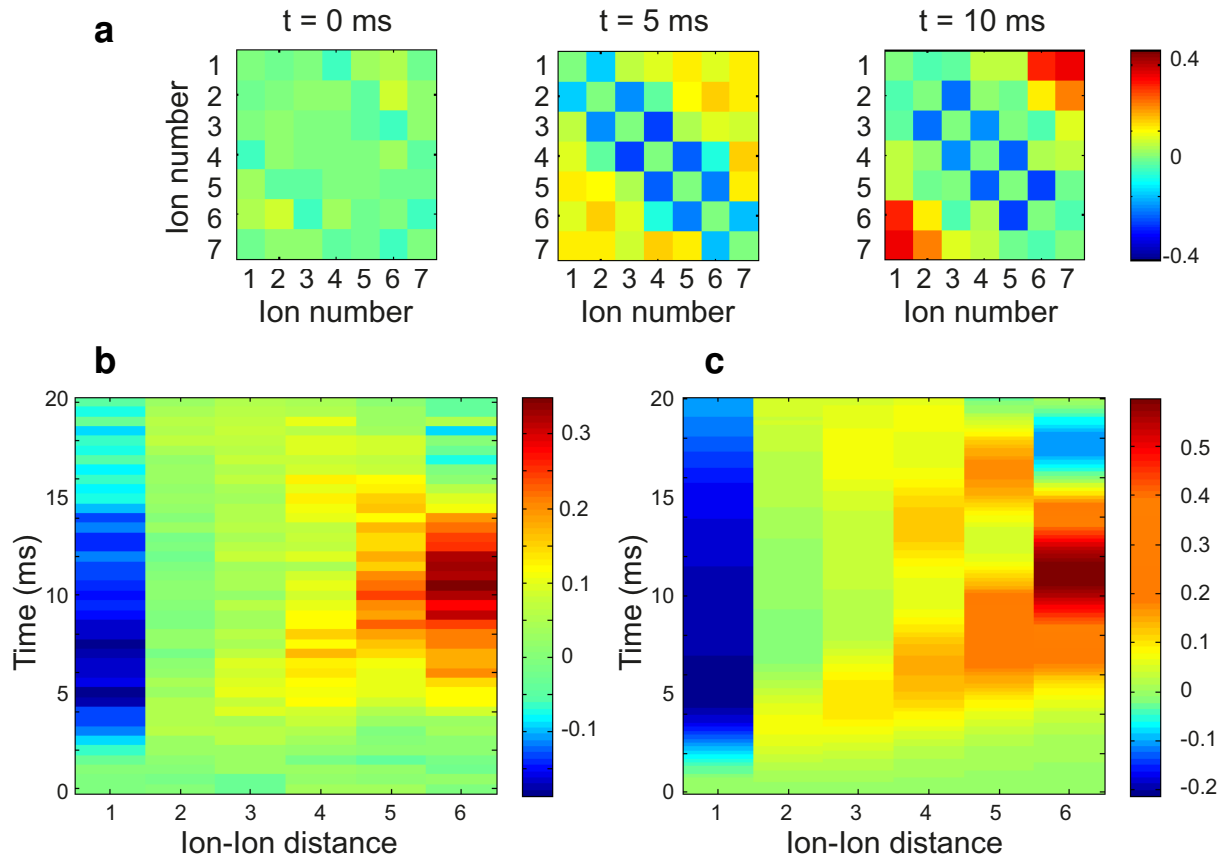 a
t = 0 ms
t = 5 ms
t = 10 ms
Ion number
1
2
3
4
5
6
7
1 2 3 4 5 6 7
Ion number
1
2
3
4
5
6
7
1 2 3 4 5 6 7
Ion number
1
2
3
4
5
6
7
1 2 3 4 5 6 7
Ion number
0.4
0
-0.4
b
Time (ms)
20
15
10
5
0
1 2 3 4 5 6
Ion-Ion distance
0.3
0.2
0.1
0
-0.1
c
Time (ms)
20
15
10
5
0
1 2 3 4 5 6
Ion-Ion distance
0.5
0.4
0.3
0.2
0.1
0
-0.1
-0.2